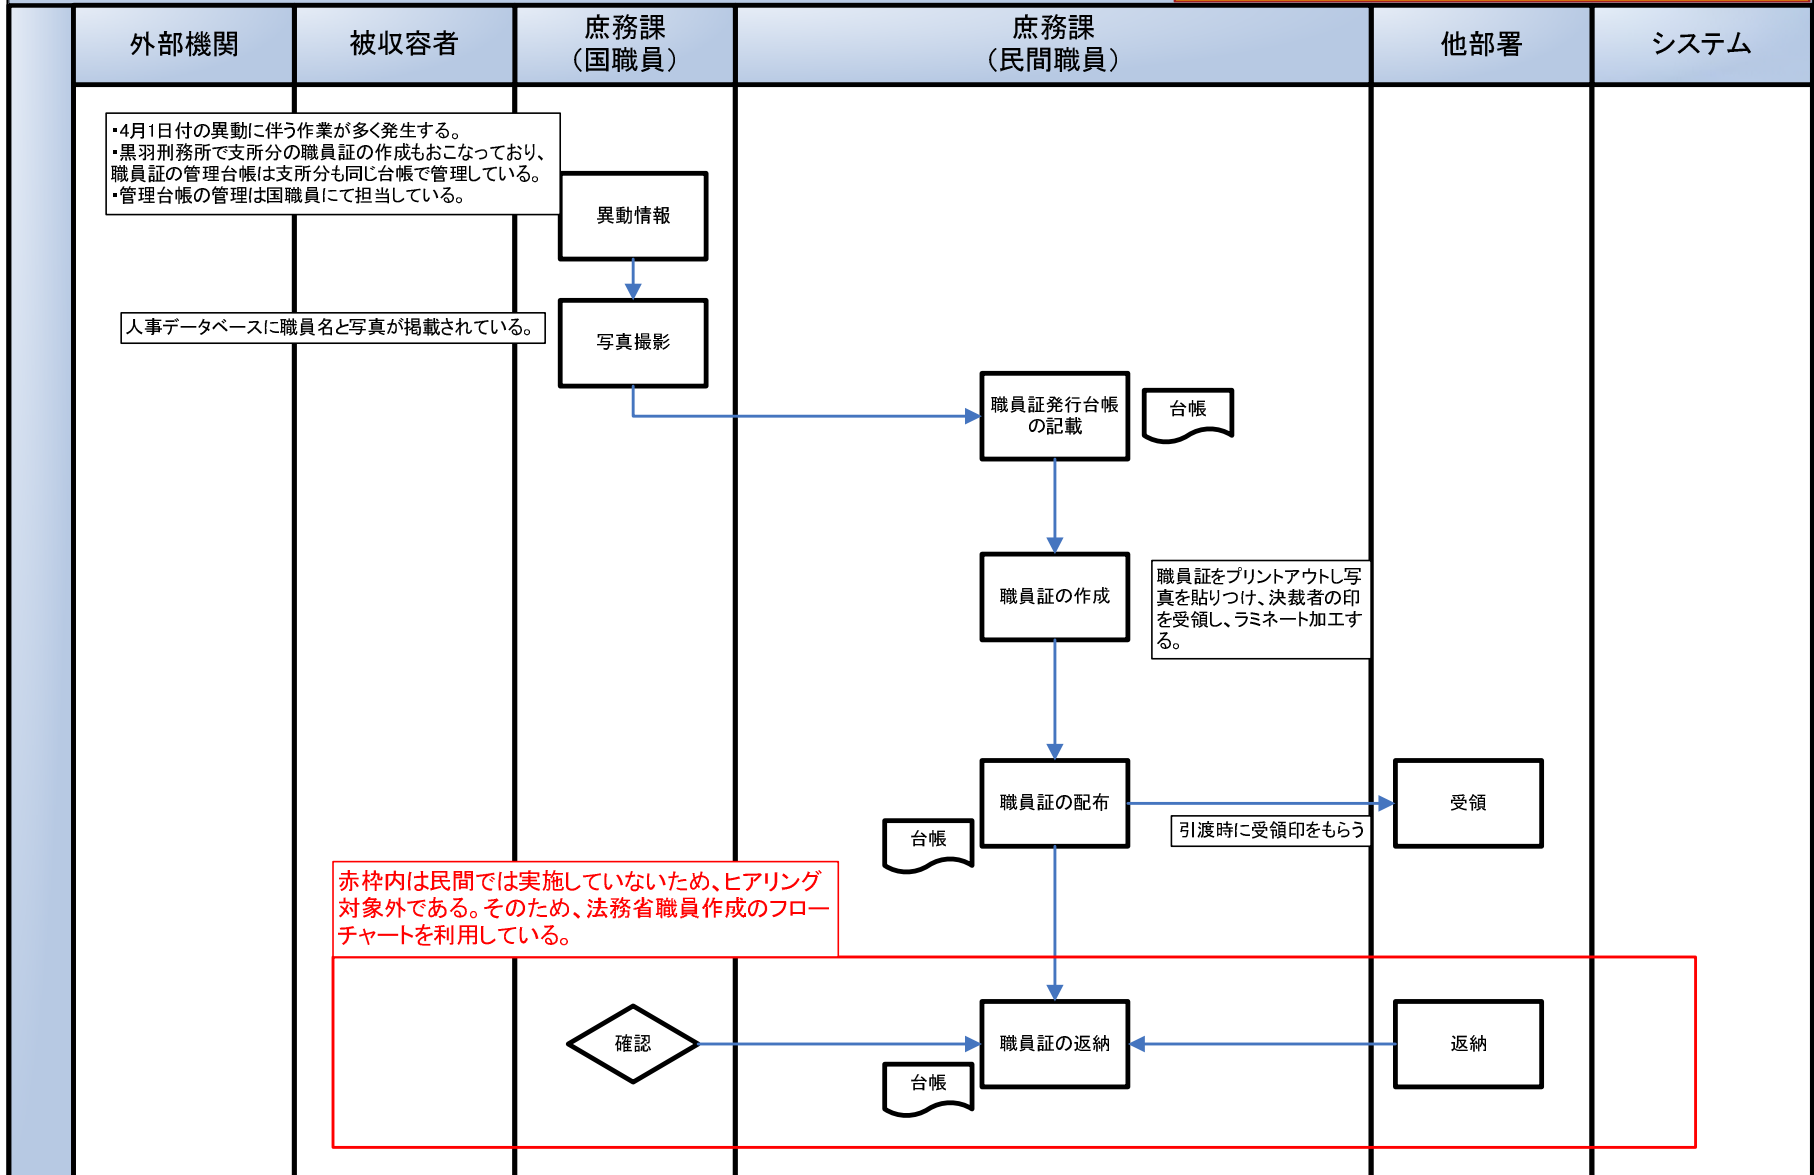 外部機関
被収容者
庶務課
（国職員）
庶務課
（民間職員）
他部署
システム
・4月1日付の異動に伴う作業が多く発生する。
・黒羽刑務所で支所分の職員証の作成もおこなっており、
職員証の管理台帳は支所分も同じ台帳で管理している。
・管理台帳の管理は国職員にて担当している。
異動情報
人事データベースに職員名と写真が掲載されている。
写真撮影
職員証発行台帳
の記載
台帳
職員証の作成
職員証をプリントアウトし写
真を貼りつけ、決裁者の印
を受領し、ラミネート加工す
る。
職員証の配布
受領
引渡時に受領印をもらう
台帳
赤枠内は民間では実施していないため、ヒアリング
対象外である。そのため、法務省職員作成のフロー
チャートを利用している。
確認
職員証の返納
返納
台帳